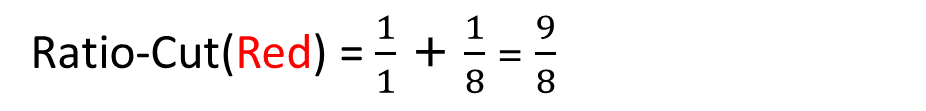 Ratio-Cut(Red) = 1/1 + 1/8 = 9/8